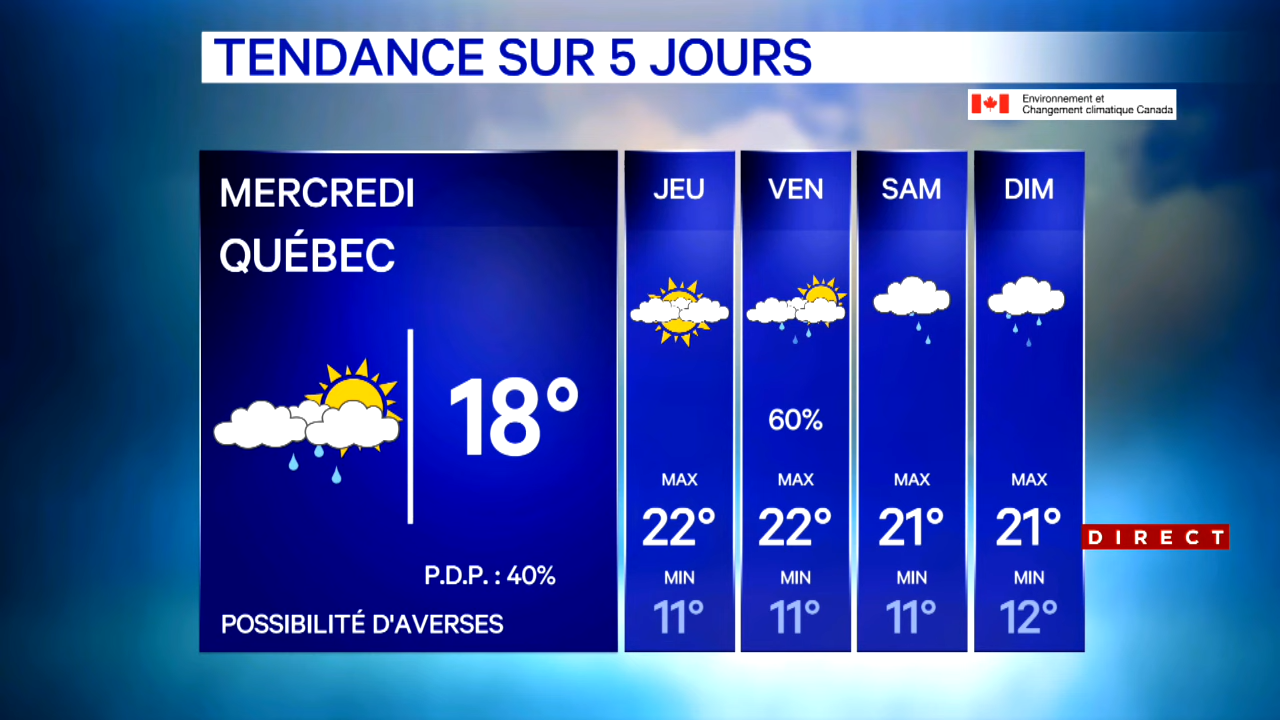 TENDANCE SUR 5 JOURS
Environnement et
Changement climatique Canada
MERCREDI
QUÉBEC
18°
P.D.P. : 40%
POSSIBILITÉ D'AVERSES
JEU
MAX
22°
MIN
11°
VEN
60%
MAX
22°
MIN
11°
SAM
MAX
21°
MIN
11°
DIM
MAX
21°
MIN
12°
DIRECT